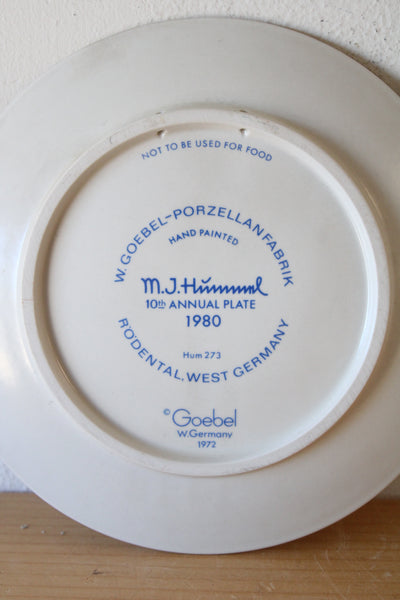 NOT TO BE USED FOR FOOD
W. GOEBEL-PORZELLANFABRIK
HAND PAINTED
M.J. Hummel
10th ANNUAL PLATE
1980
Hum 273
RÖDENTAL, WEST GERMANY
© Goebel
W. Germany
1972